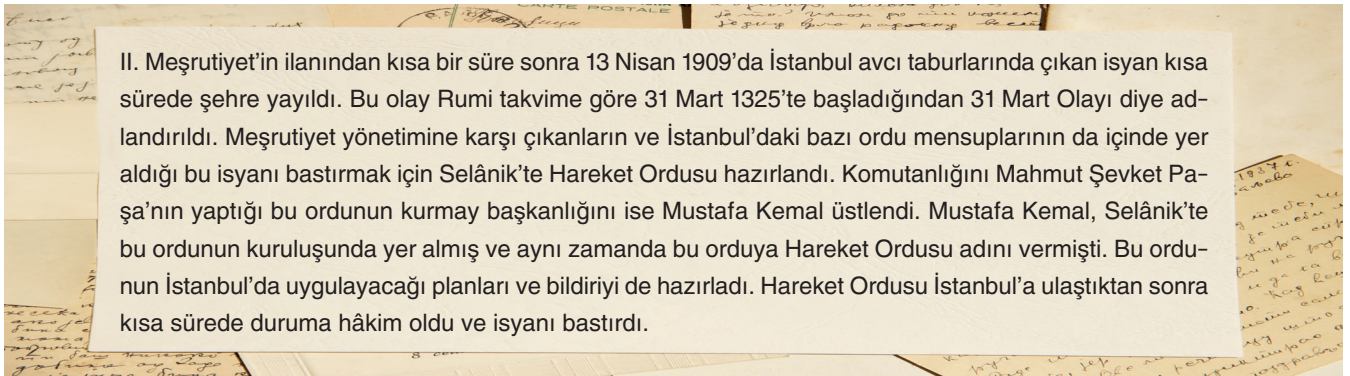 CARTE POSTALE
II. Meşrutiyet’in ilanından kısa bir süre sonra 13 Nisan 1909’da İstanbul avcı taburlarında çıkan isyan kısa
sürede şehre yayıldı. Bu olay Rumi takvime göre 31 Mart 1325’te başladığından 31 Mart Olayı diye ad-
landırıldı. Meşrutiyet yönetimine karşı çıkanların ve İstanbul’daki bazı ordu mensuplarının da içinde yer
aldığı bu isyanı bastırmak için Selânik’te Hareket Ordusu hazırlandı. Komutanlığını Mahmut Şevket Pa-
şa’nın yaptığı bu ordunun kurmay başkanlığını ise Mustafa Kemal üstlendi. Mustafa Kemal, Selânik’te
bu ordunun kuruluşunda yer almış ve aynı zamanda bu orduya Hareket Ordusu adını vermişti. Bu ordu-
nun İstanbul’da uygulayacağı planları ve bildiriyi de hazırladı. Hareket Ordusu İstanbul’a ulaştıktan sonra
kısa sürede duruma hâkim oldu ve isyanı bastırdı.